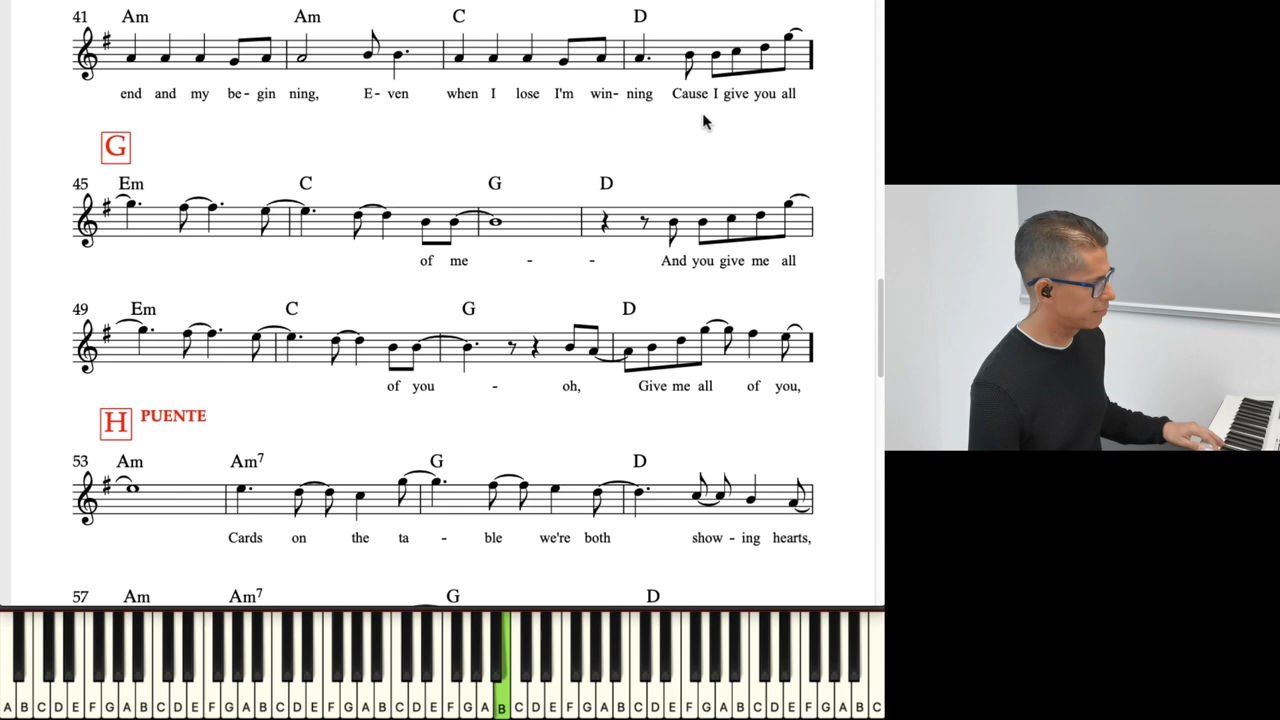 41 Am Am C D
end and my be- gin ning, E- ven when I lose I'm win- ning Cause I give you all
G
45 Em C G D
of me - - And you give me all
49 Em C G D
of you - oh, Give me all of you,
H PUENTE
53 Am Am7 G D
Cards on the ta - ble we're both show - ing hearts,
57 Am Am7 G D
A B C D E F G A B C D E F G A B C D E F G A B C D E F G A B C D E F G A B C D E F G A B C D E F G A B C